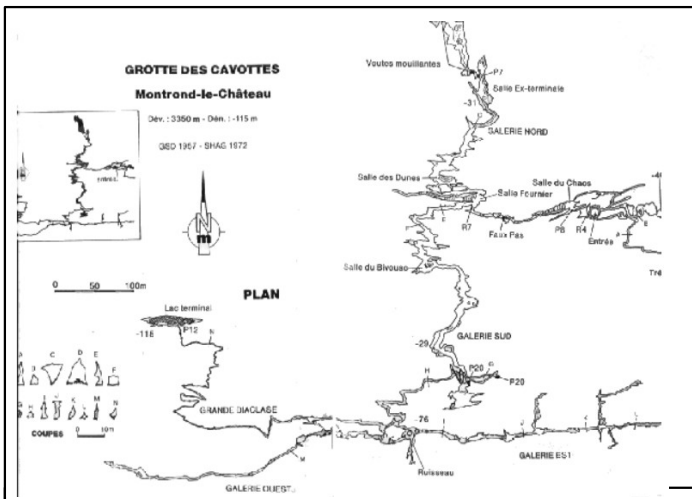 GROTTE DES CAVOTTES
Montrond-le-Château
Dév. : 3350 m - Dén. : -115 m
GSD 1957 - SHAG 1972
N
m
0 50 100m
PLAN
Voutes mouillantes
P7
Salle Ex-terminale
-31
GALERIE NORD
Salle des Dunes
Salle Fournier
Salle du Chaos
R7
Faux Pas
P8
R4
Entrée
Tré
Salle du Bivouac
GALERIE SUD
-29
P20
P20
H
Lac terminal
-118
P12
N
GRANDE DIACLASE
-76
Ruisseau
GALERIE EST
M
GALERIE OUEST
A B C D E F
G H I J K L M N
COUPES 0 10m